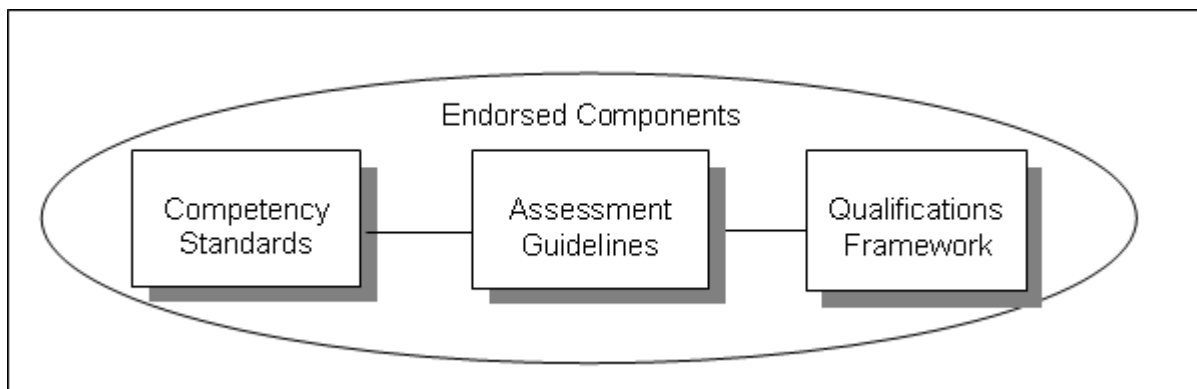 Endorsed Components
Competency
Standards
Assessment
Guidelines
Qualifications
Framework